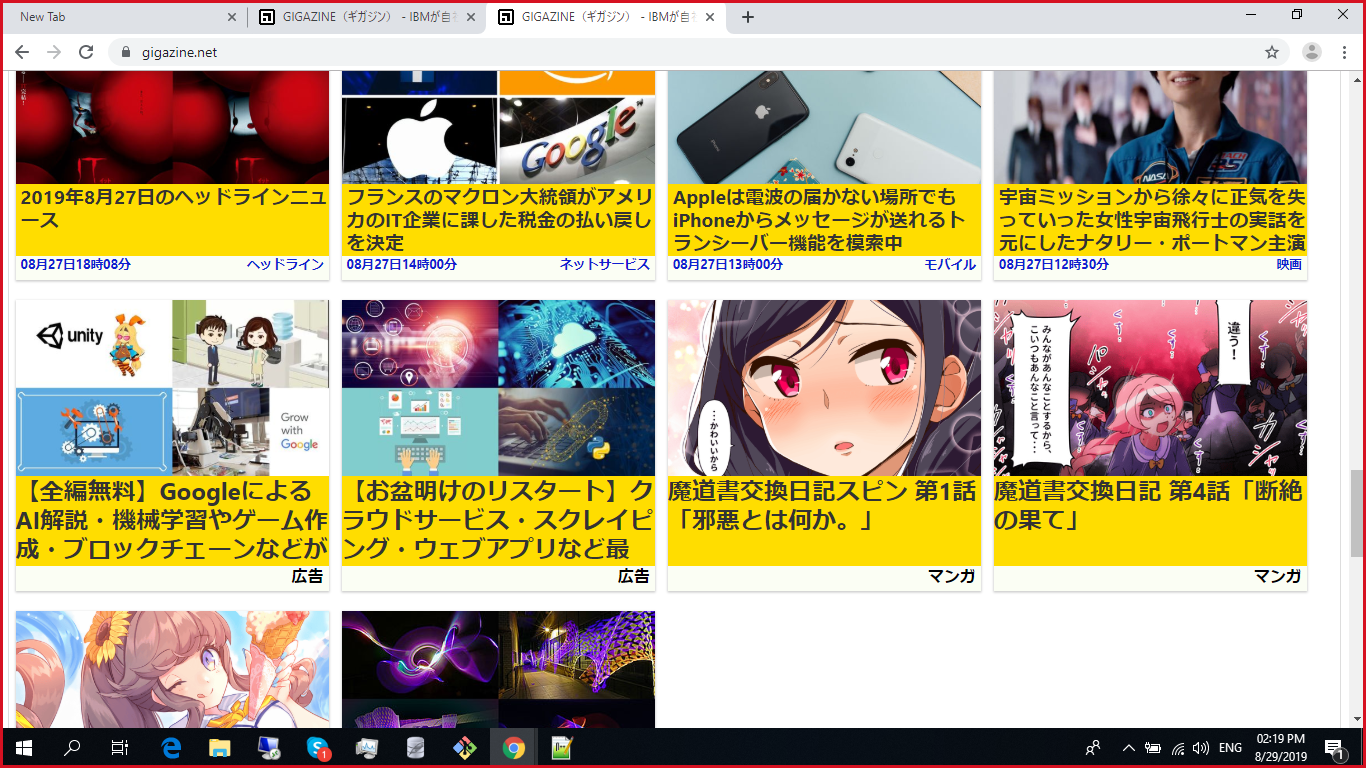 New Tab
GIGAZINE（ギガジン） - IBMが自社
GIGAZINE（ギガジン） - IBMが自社
gigazine.net
Google
iPhone
NASA
2019年8月27日のヘッドラインニュ
ース
08月27日18時08分
ヘッドライン
フランスのマクロン大統領がアメリ
カのIT企業に課した税金の払い戻し
を決定
08月27日14時00分
ネットサービス
Appleは電波の届かない場所でも
iPhoneからメッセージが送れるト
ランシーバー機能を模索中
08月27日13時00分
モバイル
宇宙ミッションから徐々に正気を失
っていった女性宇宙飛行士の実話を
元にしたナタリー・ポートマン主演
08月27日12時30分
映画
unity
Grow
with
Google
【全編無料】Googleによる
AI解説・機械学習やゲーム作
成・ブロックチェーンなどが
広告
【お盆明けのリスタート】ク
ラウドサービス・スクレイピ
ング・ウェブアプリなど最
広告
…かわいいから
魔道書交換日記スピン 第1話
「邪悪とは何か。」
マンガ
違う！
みんながあんなことするから、
こいつもあんなこと言って・・
魔道書交換日記 第4話「断絶
の果て」
マンガ
1
ENG
02:19 PM
8/29/2019
1